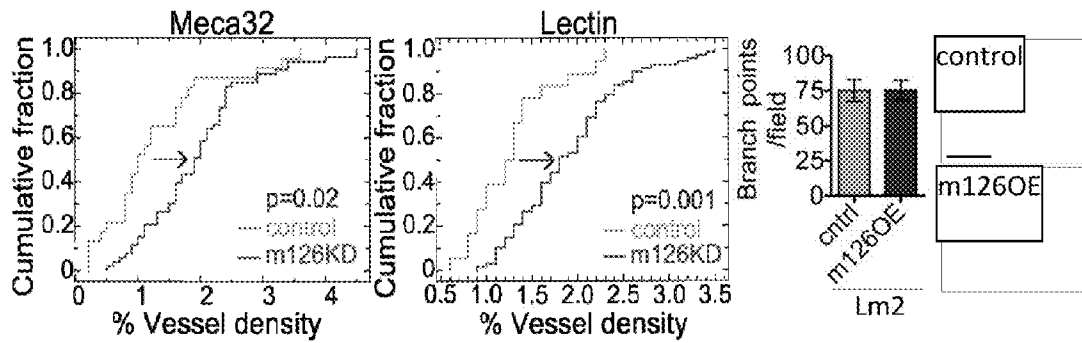 Meca32
Cumulative fraction
1.0
0.8
0.6
0.4
0.2
0
p=0.02
control
m126KD
0
1
2
3
4
% Vessel density
Lectin
Cumulative fraction
1.0
0.8
0.6
0.4
0.2
0
p=0.001
control
m126KD
0.5
1.0
1.5
2.0
2.5
3.0
3.5
% Vessel density
Branch points
/field
100
75
50
25
0
cntrl
m126OE
Lm2
control
m126OE